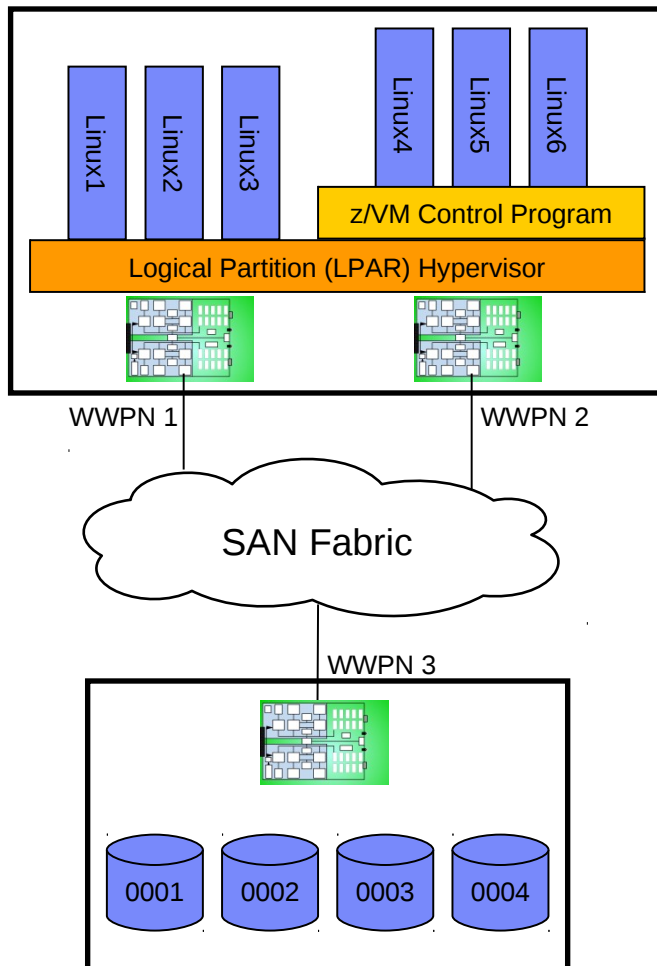 Linux1
Linux2
Linux3
Linux4
Linux5
Linux6
z/VM Control Program
Logical Partition (LPAR) Hypervisor
WWPN 1
WWPN 2
SAN Fabric
WWPN 3
0001
0002
0003
0004